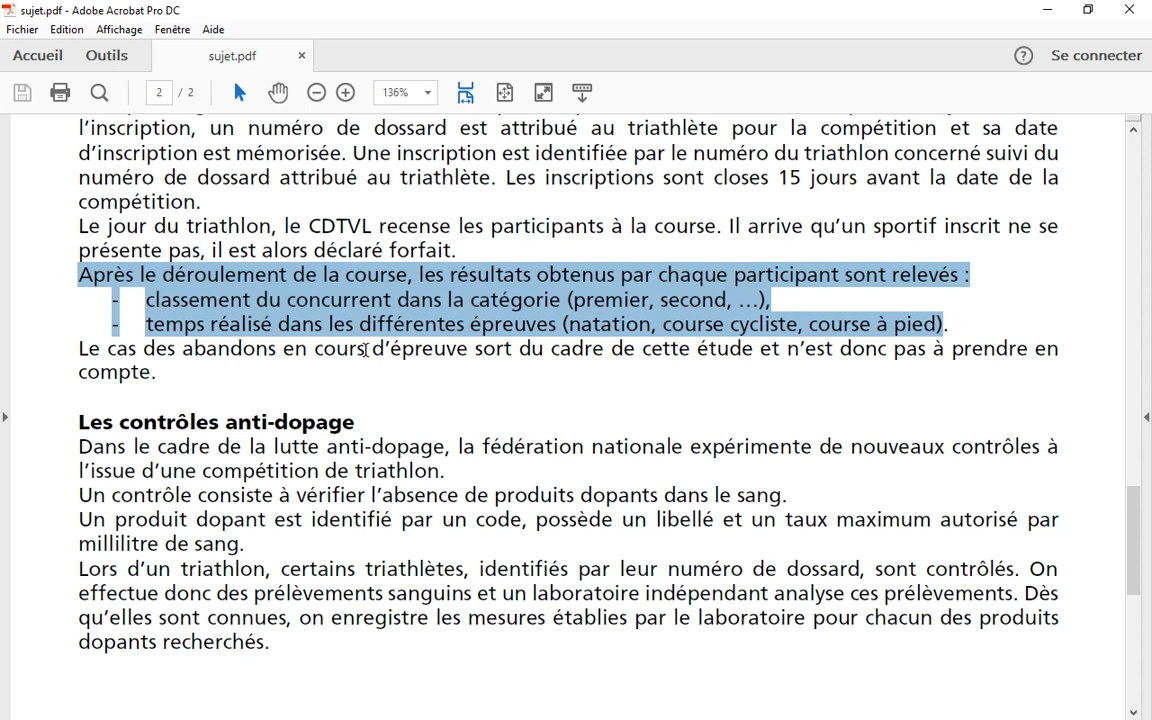 sujet.pdf - Adobe Acrobat Pro DC
Fichier Edition Affichage Fenêtre Aide
Accueil Outils sujet.pdf × ? Se connecter
2 / 2 136%
l'inscription, un numéro de dossard est attribué au triathlète pour la compétition et sa date
d'inscription est mémorisée. Une inscription est identifiée par le numéro du triathlon concerné suivi du
numéro de dossard attribué au triathlète. Les inscriptions sont closes 15 jours avant la date de la
compétition.
Le jour du triathlon, le CDTVL recense les participants à la course. Il arrive qu'un sportif inscrit ne se
présente pas, il est alors déclaré forfait.
Après le déroulement de la course, les résultats obtenus par chaque participant sont relevés :
- classement du concurrent dans la catégorie (premier, second, …),
- temps réalisé dans les différentes épreuves (natation, course cycliste, course à pied).
Le cas des abandons en cours d'épreuve sort du cadre de cette étude et n'est donc pas à prendre en
compte.
Les contrôles anti-dopage
Dans le cadre de la lutte anti-dopage, la fédération nationale expérimente de nouveaux contrôles à
l'issue d'une compétition de triathlon.
Un contrôle consiste à vérifier l'absence de produits dopants dans le sang.
Un produit dopant est identifié par un code, possède un libellé et un taux maximum autorisé par
millilitre de sang.
Lors d'un triathlon, certains triathlètes, identifiés par leur numéro de dossard, sont contrôlés. On
effectue donc des prélèvements sanguins et un laboratoire indépendant analyse ces prélèvements. Dès
qu'elles sont connues, on enregistre les mesures établies par le laboratoire pour chacun des produits
dopants recherchés.